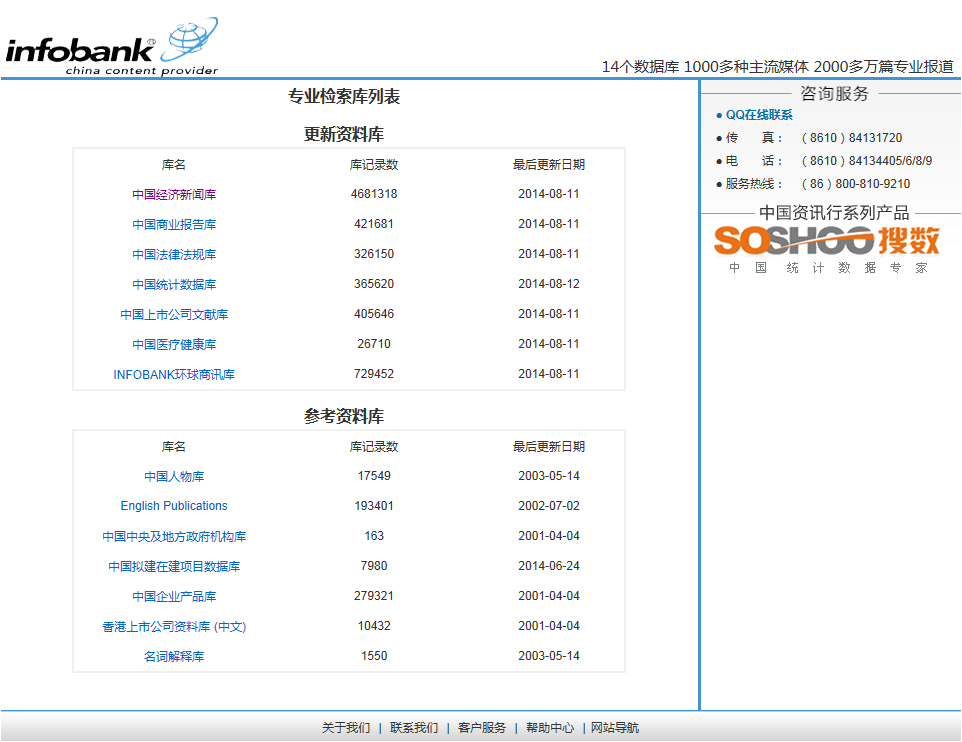 infobank®
china content provider
14个数据库 1000多种主流媒体 2000多万篇专业报道
专业检索库列表
更新资料库
库名 库记录数 最后更新日期
中国经济新闻库 4681318 2014-08-11
中国商业报告库 421681 2014-08-11
中国法律法规库 326150 2014-08-11
中国统计数据库 365620 2014-08-12
中国上市公司文献库 405646 2014-08-11
中国医疗健康库 26710 2014-08-11
INFOBANK环球商讯库 729452 2014-08-11
参考资料库
库名 库记录数 最后更新日期
中国人物库 17549 2003-05-14
English Publications 193401 2002-07-02
中国中央及地方政府机构库 163 2001-04-04
中国拟建在建项目数据库 7980 2014-06-24
中国企业产品库 279321 2001-04-04
香港上市公司资料库 (中文) 10432 2001-04-04
名词解释库 1550 2003-05-14
咨询服务
● QQ在线联系
● 传 真： （8610）84131720
● 电 话： （8610）84134405/6/8/9
● 服务热线： （86）800-810-9210
中国资讯行系列产品
SOSHOO搜数
中国统计数据专家
关于我们 | 联系我们 | 客户服务 | 帮助中心 | 网站导航